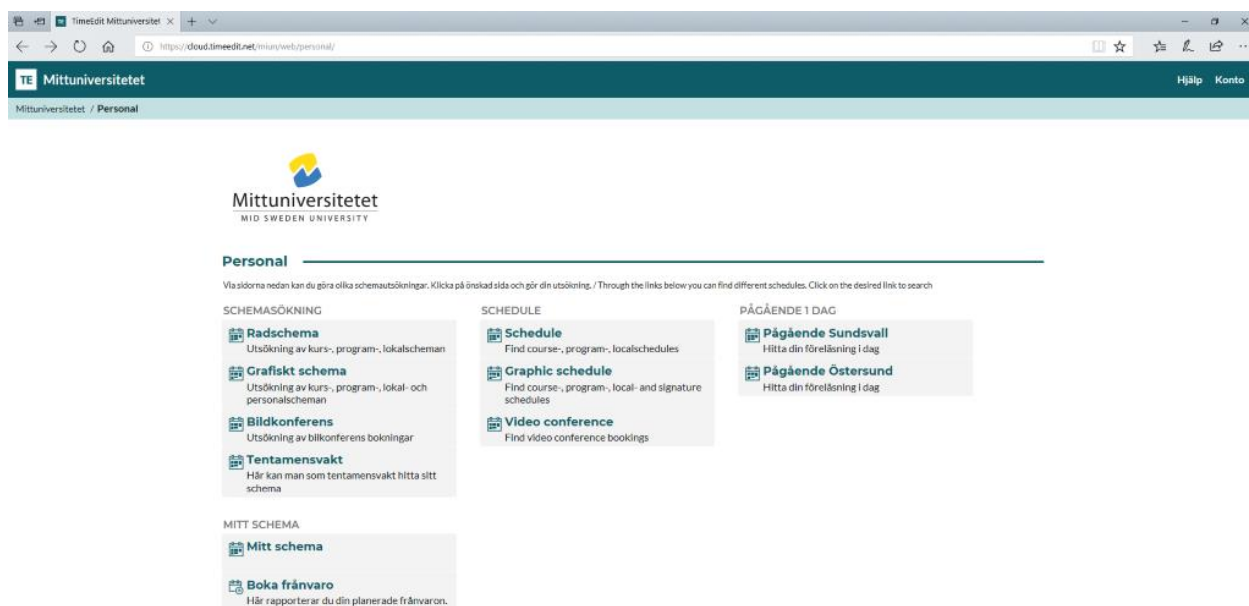 TimeEdit Mittuniversitet
https://cloud.timeedit.net/miun/web/personal/
TE Mittuniversitetet
Hjälp Konto
Mittuniversitetet / Personal
Mittuniversitetet
MID SWEDEN UNIVERSITY
Personal
Via sidorna nedan kan du göra olika schemautsökningar. Klicka på önskad sida och gör din utsökning. / Through the links below you can find different schedules. Click on the desired link to search
SCHEMASÖKNING
Radschema
Utsökning av kurs-, program-, lokalscheman
Grafiskt schema
Utsökning av kurs-, program-, lokal- och
personalscheman
Bildkonferens
Utsökning av bilkonferens bokningar
Tentamensvakt
Här kan man som tentamensvakt hitta sitt
schema
SCHEDULE
Schedule
Find course-, program-, localschedules
Graphic schedule
Find course-, program-, local- and signature
schedules
Video conference
Find video conference bookings
PÅGÅENDE 1 DAG
Pågående Sundsvall
Hitta din föreläsning i dag
Pågående Östersund
Hitta din föreläsning i dag
MITT SCHEMA
Mitt schema
Boka frånvaro
Här rapporterar du din planerade frånvaron.